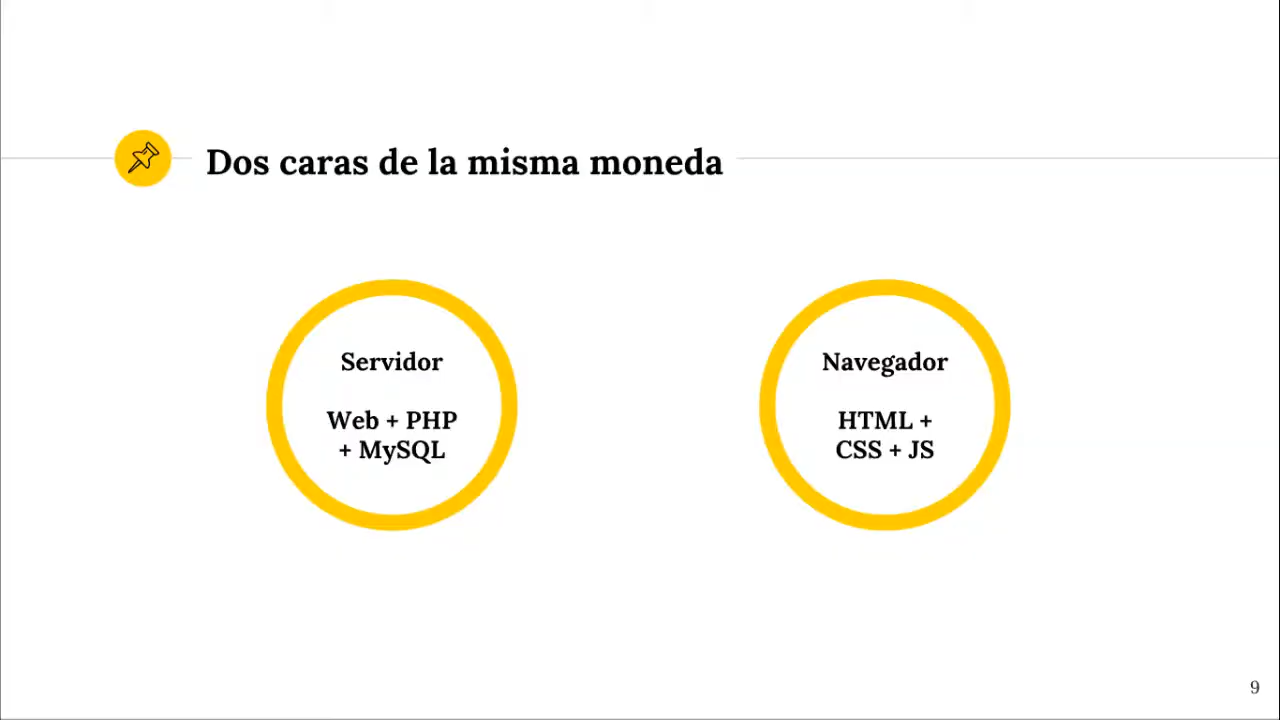 Dos caras de la misma moneda
Servidor
Web + PHP
+ MySQL
Navegador
HTML +
CSS + JS
9